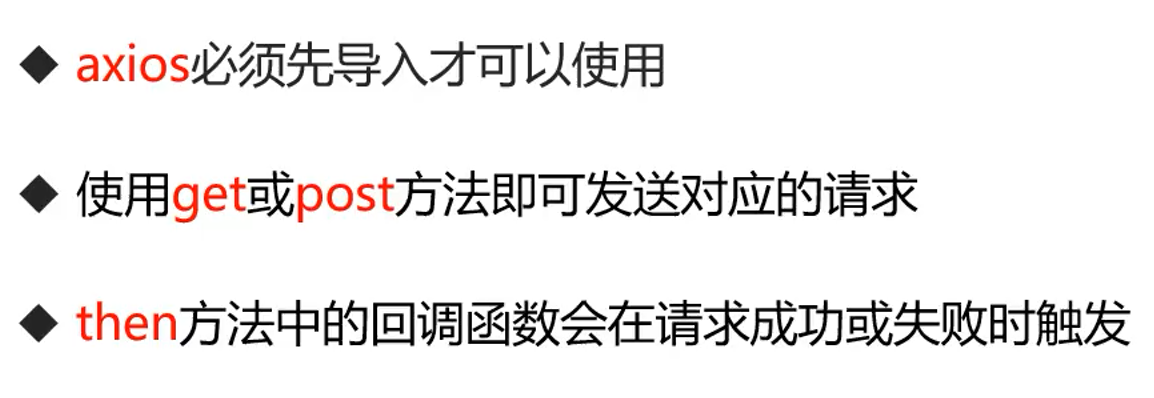 ◆ axios必须先导入才可以使用
◆ 使用get或post方法即可发送对应的请求
◆ then方法中的回调函数会在请求成功或失败时触发